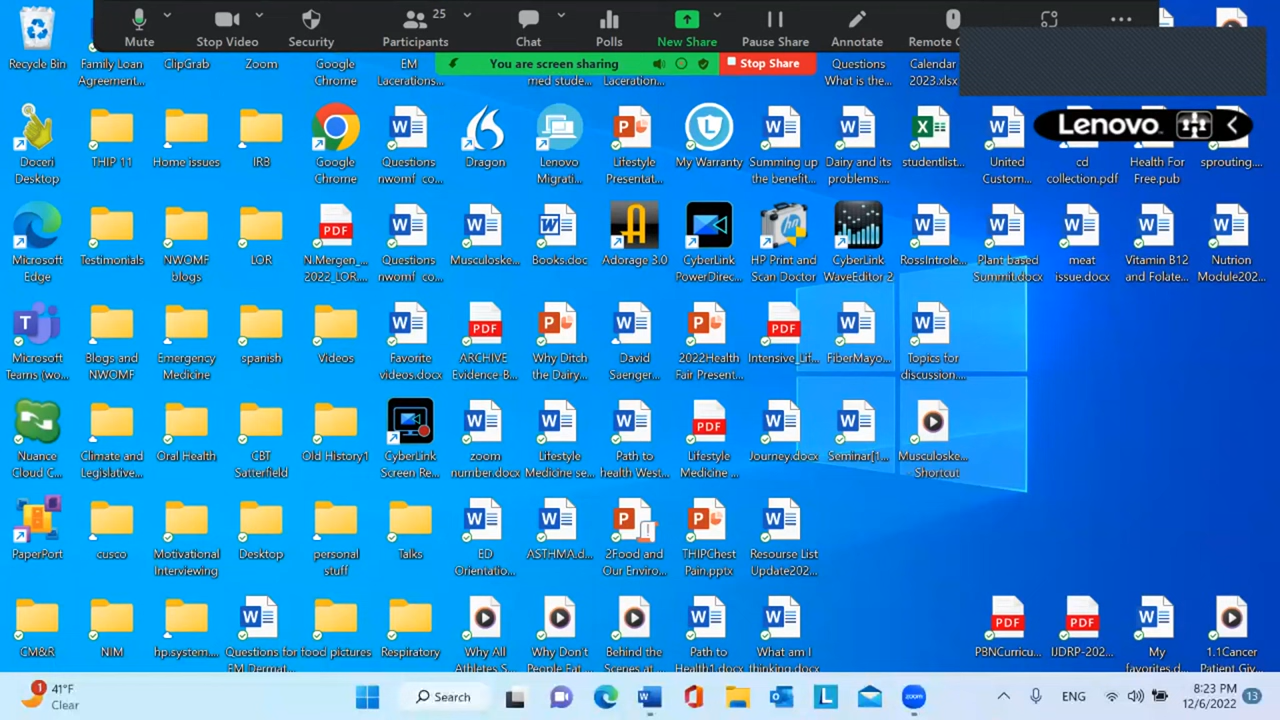 25
Mute
Stop Video
Security
Participants
Chat
Polls
New Share
Pause Share
Annotate
You are screen sharing
Stop Share
Recycle Bin
Family Loan
Agreement...
ClipGrab
Zoom
Google
Chrome
EM
Lacerations...
med stude...
Laceration...
Questions
What is the...
Calendar
2023.xlsx
Doceri
Desktop
THIP 11
Home issues
IRB
Google
Chrome
Questions
nwomf co...
Dragon
Lenovo
Migrati...
Lifestyle
Presentat...
My Warranty
Summing up
the benefit...
Dairy and its
problems....
studentlist...
United
Custom...
Lenovo
cd
collection.pdf
Health For
Free.pub
sprouting....
Microsoft
Edge
Testimonials
NWOMF
blogs
LOR
PDF
N.Mergen_...
2022_LOR...
Questions
nwomf co...
Musculoske...
Books.doc
Adorage 3.0
CyberLink
PowerDirec...
HP Print and
Scan Doctor
CyberLink
WaveEditor 2
RossIntrole...
Plant based
Summit.docx
meat
issue.docx
Vitamin B12
and Folate...
Nutrion
Module202...
Microsoft
Teams (wo...
Blogs and
NWOMF
Emergency
Medicine
spanish
Videos
Favorite
videos.docx
PDF
ARCHIVE
Evidence-B...
Why Ditch
the Dairy...
David
Saenger...
2022Health
Fair Present...
PDF
Intensive_Lif...
FiberMayo...
Topics for
discussion....
Nuance
Cloud C...
Climate and
Legislative...
Oral Health
CBT
Satterfield
Old History1
CyberLink
Screen Re...
zoom
number.docx
Lifestyle
Medicine se...
Path to
health West...
PDF
Lifestyle
Medicine ...
Journey.docx
Seminar[1...
Musculoske...
Shortcut
PaperPort
cusco
Motivational
Interviewing
Desktop
personal
stuff
Talks
ED
Orientatio...
ASTHMA.d...
2Food and
Our Enviro...
THIPChest
Pain.pptx
Resourse List
Update202...
CM&R
NIM
hp.system....
Questions for
EM Dermat...
food pictures
Respiratory
Why All
Athletes S...
Why Don't
People Eat...
Behind the
Scenes at...
Path to
Health1.docx
What am I
thinking.docx
PDF
PBNCurricu...
PDF
IJDRP-202...
My
favorites.d...
1.1Cancer
Patient Giv...
1
41°F
Clear
Search
zoom
ENG
8:23 PM
12/6/2022
13